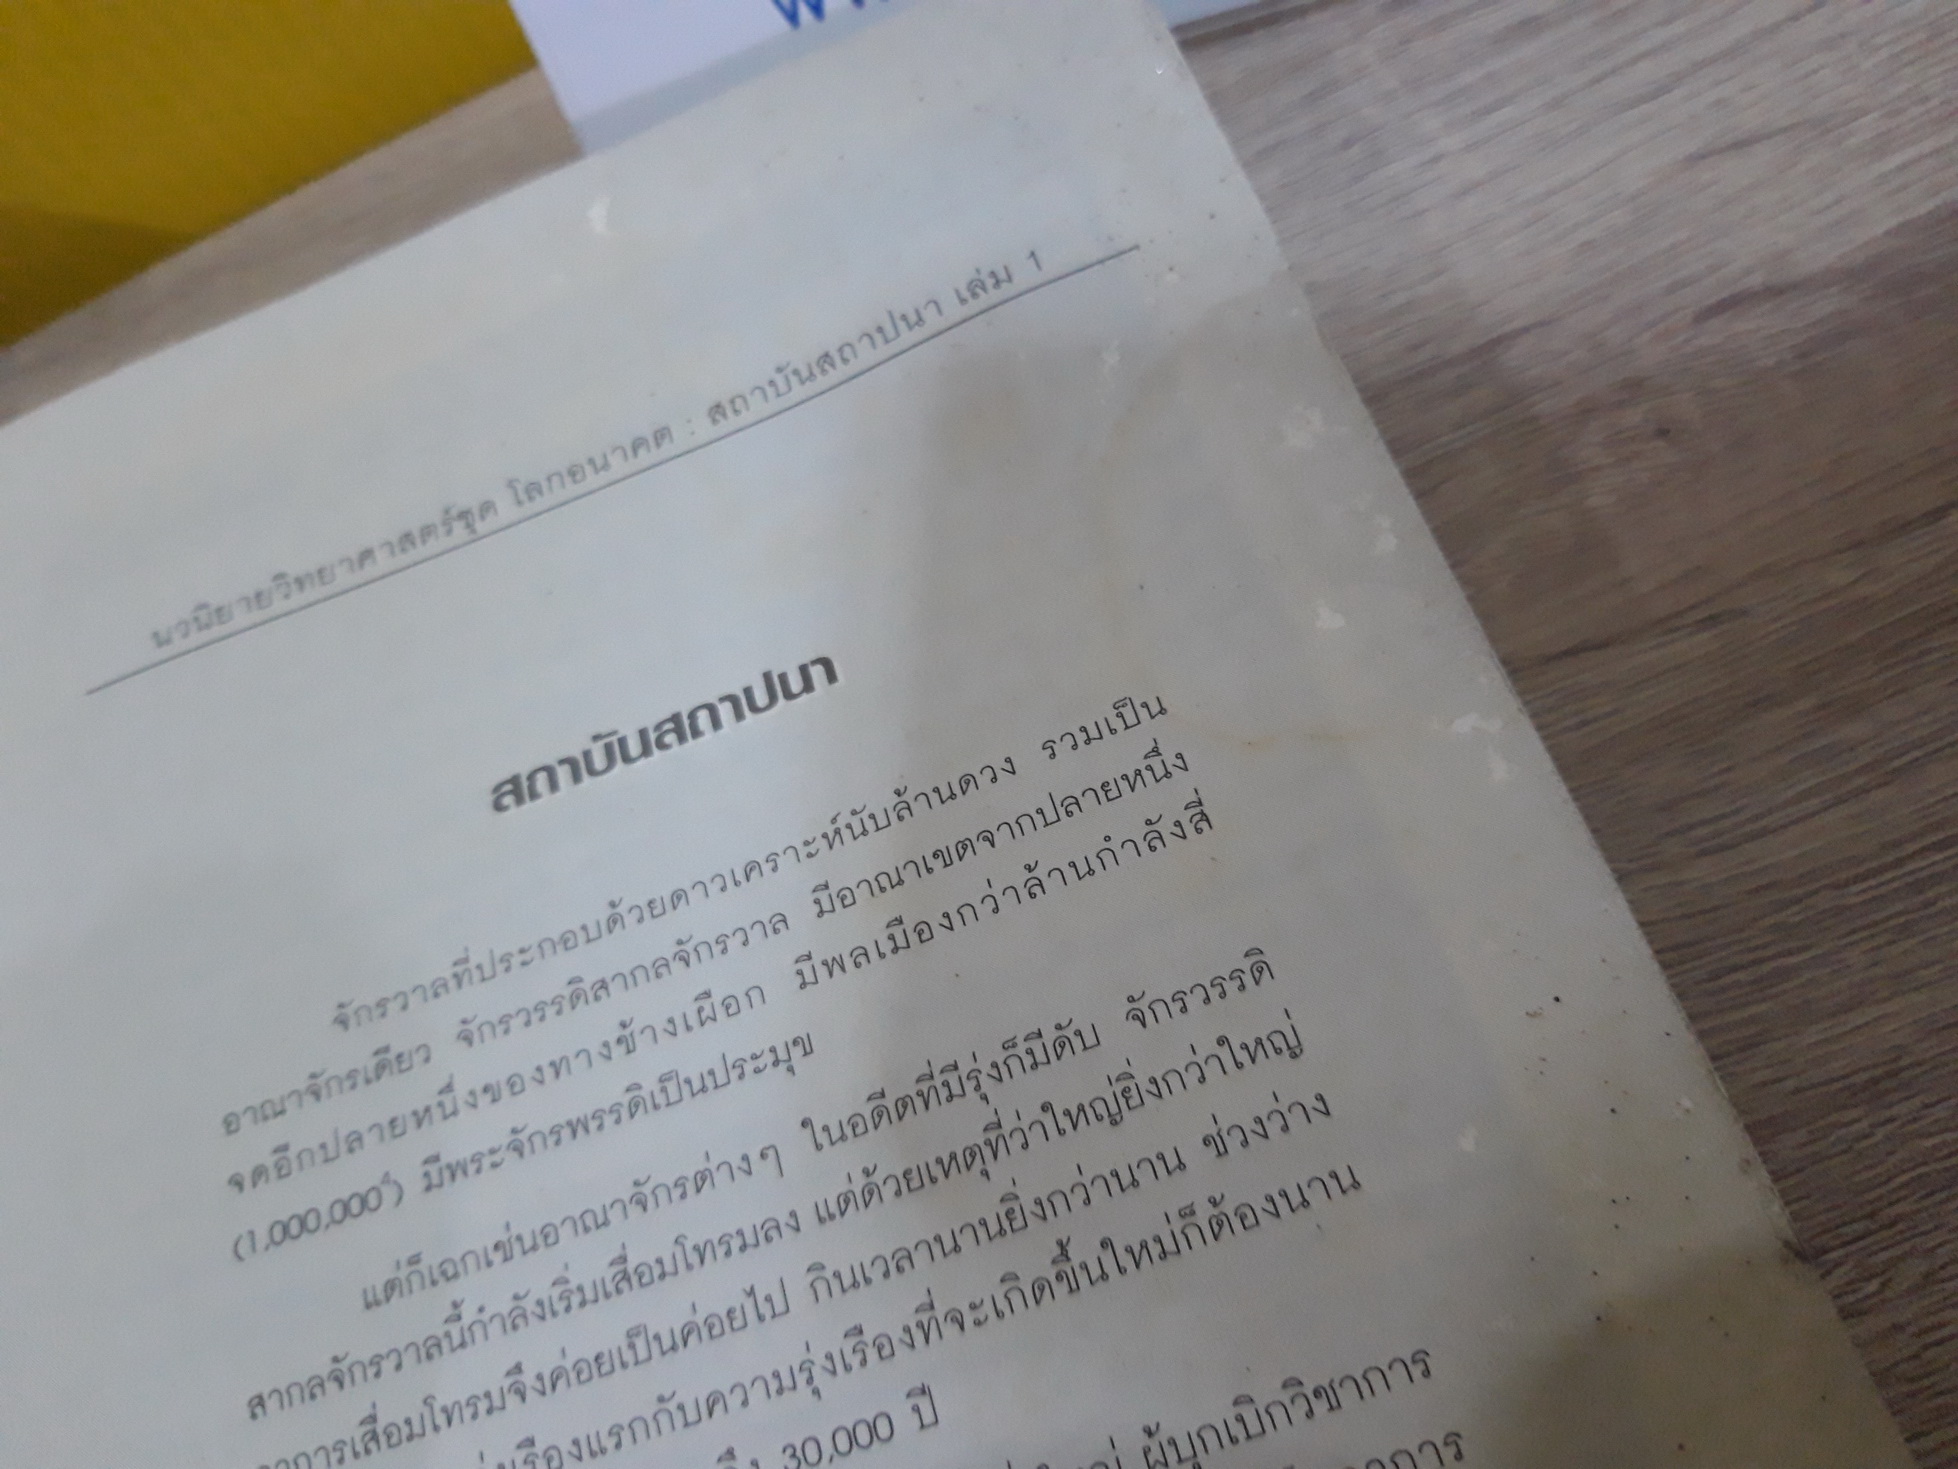 นวนิยายวิทยาศาสตร์ชุด โลกอนาคต : สถาบันสถาปนา เล่ม 1
สถาบันสถาปนา
จักรวาลที่ประกอบด้วยดาวเคราะห์นับล้านดวง รวมเป็น
อาณาจักรเดียว จักรวรรดิสากลจักรวาล มีอาณาเขตจากปลายหนึ่ง
จดอีกปลายหนึ่งของทางช้างเผือก มีพลเมืองกว่าล้านกำลังสี่
(1,000,000⁴) มีพระจักรพรรดิเป็นประมุข
แต่ก็เฉกเช่นอาณาจักรต่างๆ ในอดีตที่มีรุ่งก็มีดับ จักรวรรดิ
สากลจักรวาลนี้กำลังเริ่มเสื่อมโทรมลง แต่ด้วยเหตุที่ว่าใหญ่ยิ่งกว่าใหญ่
การเสื่อมโทรมจึงค่อยเป็นค่อยไป กินเวลานานยิ่งกว่านาน ช่วงว่าง
เรืองแรกกับความรุ่งเรืองที่จะเกิดขึ้นใหม่ก็ต้องนาน
ถึง 30,000 ปี
ผู้บุกเบิกวิชาการ